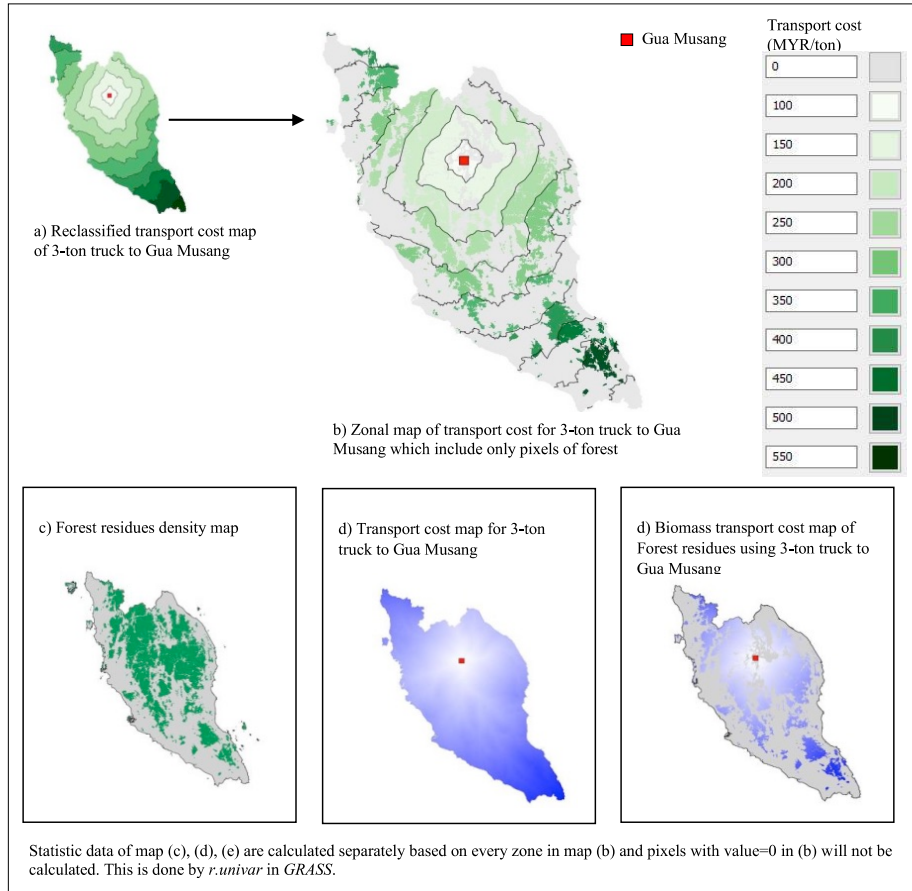 Gua Musang
Transport cost
(MYR/ton)
0
100
150
200
250
300
350
400
450
500
550
a) Reclassified transport cost map
of 3-ton truck to Gua Musang
b) Zonal map of transport cost for 3-ton truck to Gua
Musang which include only pixels of forest
c) Forest residues density map
d) Transport cost map for 3-ton
truck to Gua Musang
d) Biomass transport cost map of
Forest residues using 3-ton truck to
Gua Musang
Statistic data of map (c), (d), (e) are calculated separately based on every zone in map (b) and pixels with value=0 in (b) will not be
calculated. This is done by r.univar in GRASS.